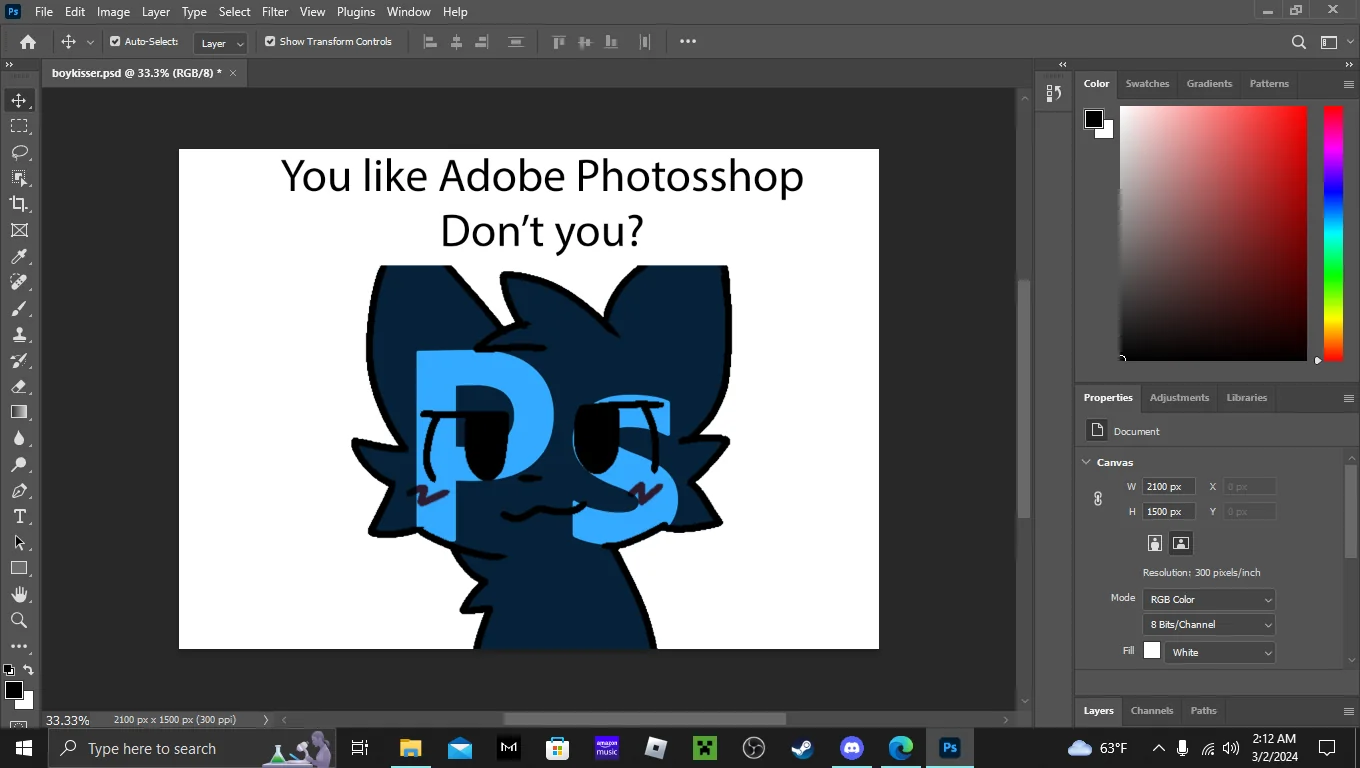 Ps File Edit Image Layer Type Select Filter View Plugins Window Help
Auto-Select: Layer Show Transform Controls
boykisser.psd @ 33.3% (RGB/8) *
You like Adobe Photosshop
Don't you?
PS
33.33% 2100 px x 1500 px (300 ppi)
Color Swatches Gradients Patterns
Properties Adjustments Libraries
Document
Canvas
W 2100 px X 0 px
H 1500 px Y 0 px
Resolution: 300 pixels/inch
Mode RGB Color
8 Bits/Channel
Fill White
Layers Channels Paths
Type here to search
amazon music
Ps
63°F
2:12 AM
3/2/2024